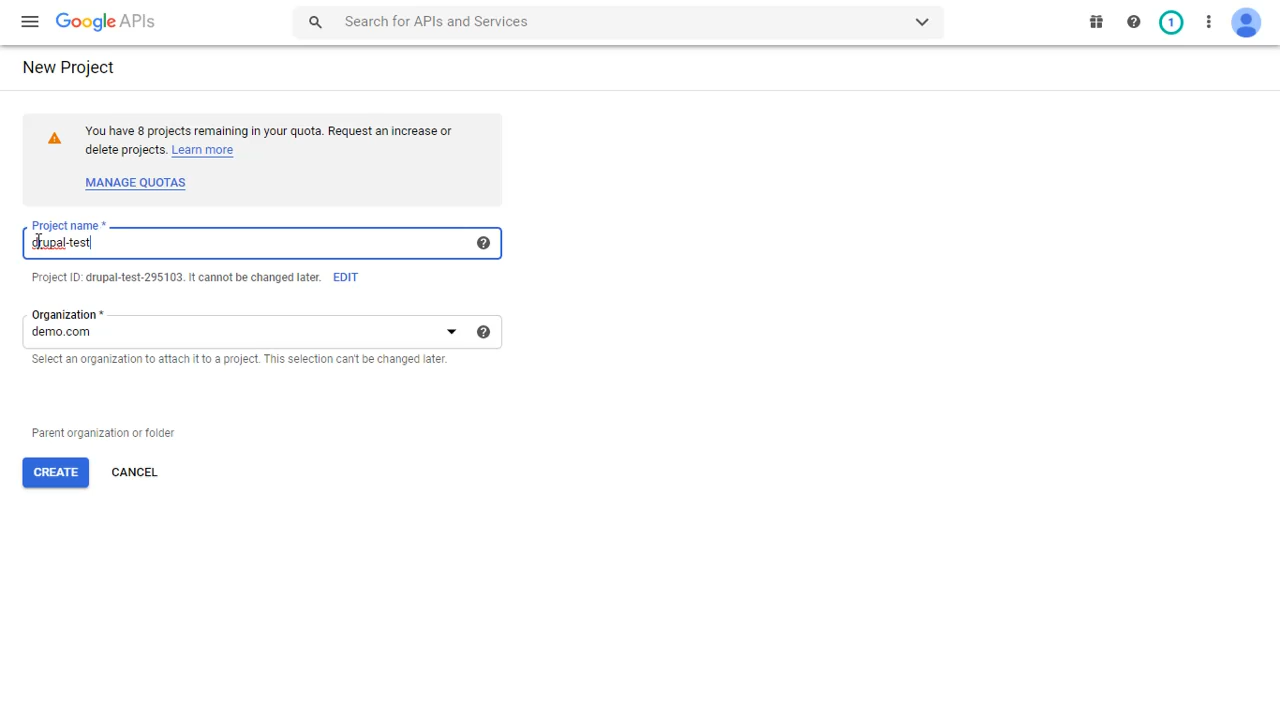 Google APIs
Search for APIs and Services
1
New Project
You have 8 projects remaining in your quota. Request an increase or
delete projects. Learn more
MANAGE QUOTAS
Project name *
drupal-test
Project ID: drupal-test-295103. It cannot be changed later. EDIT
Organization *
demo.com
Select an organization to attach it to a project. This selection can't be changed later.
Parent organization or folder
CREATE CANCEL